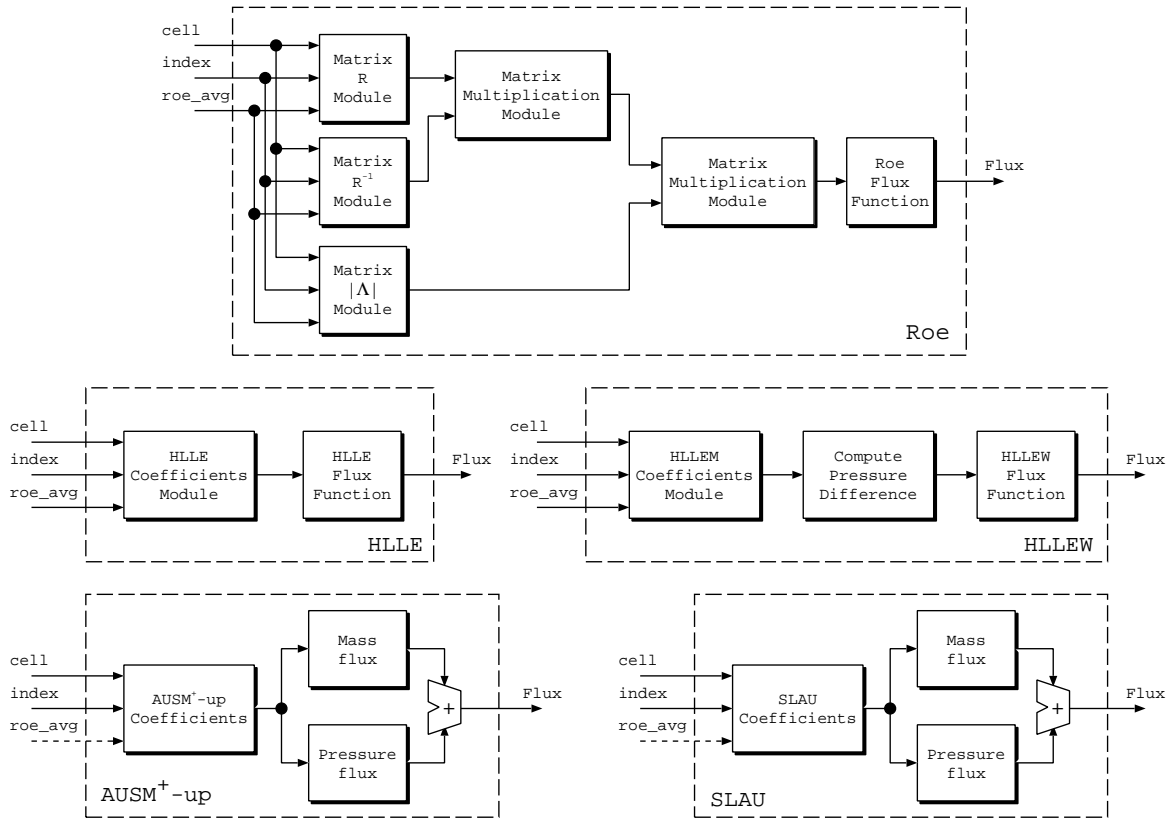 cell
index
roe_avg
Matrix
R
Module
Matrix
Multiplication
Module
Matrix
R⁻¹
Module
Matrix
Multiplication
Module
Roe
Flux
Function
Flux
Matrix
|Λ|
Module
Roe
cell
index
roe_avg
HLLE
Coefficients
Module
HLLE
Flux
Function
Flux
HLLE
cell
index
roe_avg
HLLEM
Coefficients
Module
Compute
Pressure
Difference
HLLEW
Flux
Function
Flux
HLLEW
cell
index
roe_avg
AUSM⁺-up
Coefficients
Mass
flux
Pressure
flux
+
Flux
AUSM⁺-up
cell
index
roe_avg
SLAU
Coefficients
Mass
flux
Pressure
flux
+
Flux
SLAU